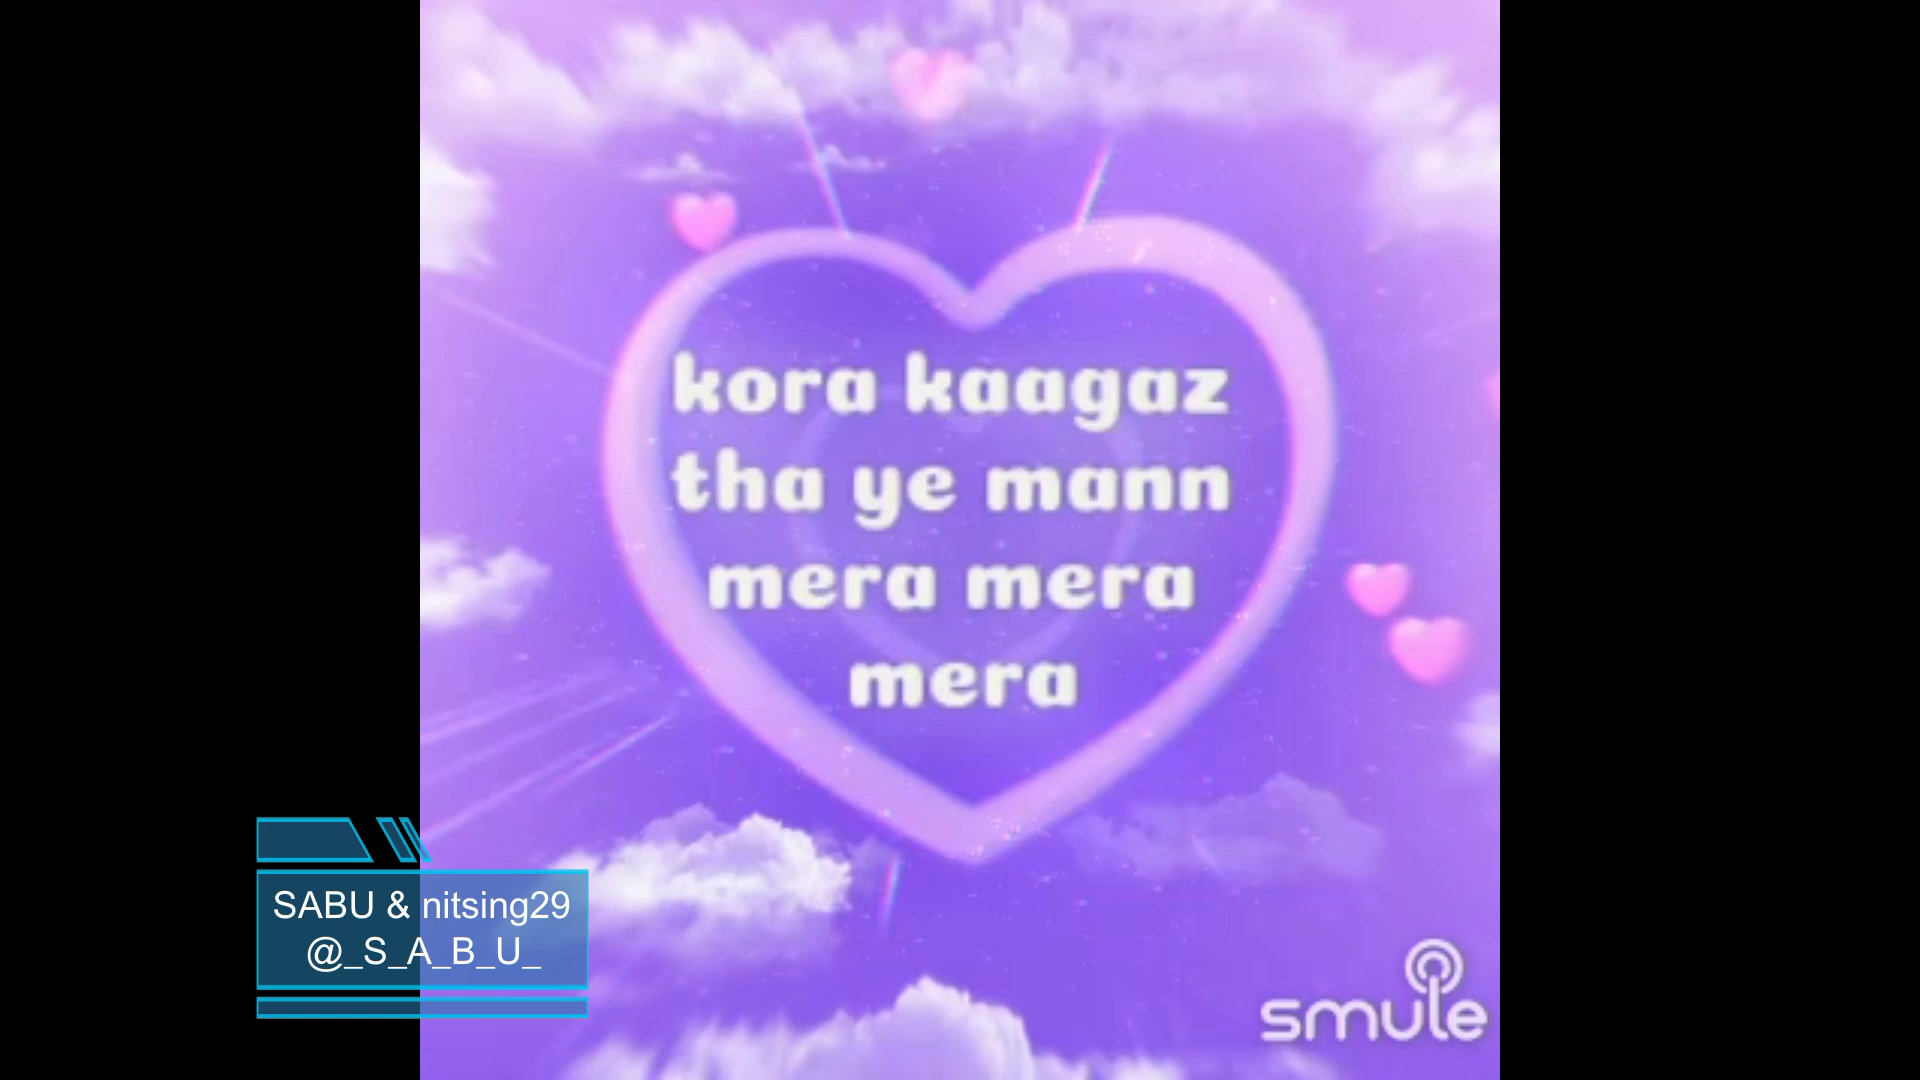 kora kaagaz
tha ye mann
mera mera
mera
SABU & nitsing29
@_S_A_B_U_
smule